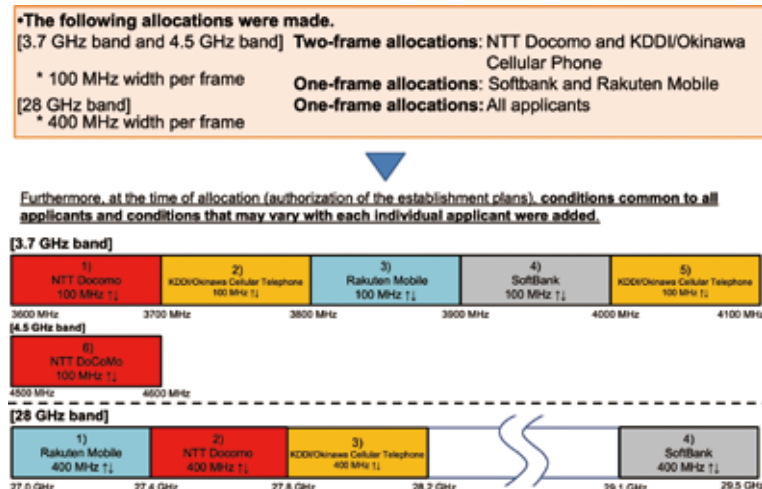 •The following allocations were made.
[3.7 GHz band and 4.5 GHz band] Two-frame allocations: NTT Docomo and KDDI/Okinawa
Cellular Phone
* 100 MHz width per frame
One-frame allocations: Softbank and Rakuten Mobile
[28 GHz band] One-frame allocations: All applicants
* 400 MHz width per frame
Furthermore, at the time of allocation (authorization of the establishment plans), conditions common to all
applicants and conditions that may vary with each individual applicant were added.
[3.7 GHz band]
1) 2) 3) 4) 5)
NTT Docomo KDDI/Okinawa Cellular Telephone Rakuten Mobile SoftBank KDDI/Okinawa Cellular Telephone
100 MHz ↑↓ 100 MHz ↑↓ 100 MHz ↑↓ 100 MHz ↑↓ 100 MHz ↑↓
3600 MHz 3700 MHz 3800 MHz 3900 MHz 4000 MHz 4100 MHz
[4.5 GHz band]
6)
NTT DoCoMo
100 MHz ↑↓
4500 MHz 4600 MHz
[28 GHz band]
1) 2) 3) 4)
Rakuten Mobile NTT Docomo KDDI/Okinawa Cellular Telephone SoftBank
400 MHz ↑↓ 400 MHz ↑↓ 400 MHz ↑↓ 400 MHz ↑↓
27.0 GHz 27.4 GHz 27.8 GHz 28.2 GHz 29.1 GHz 29.5 GHz